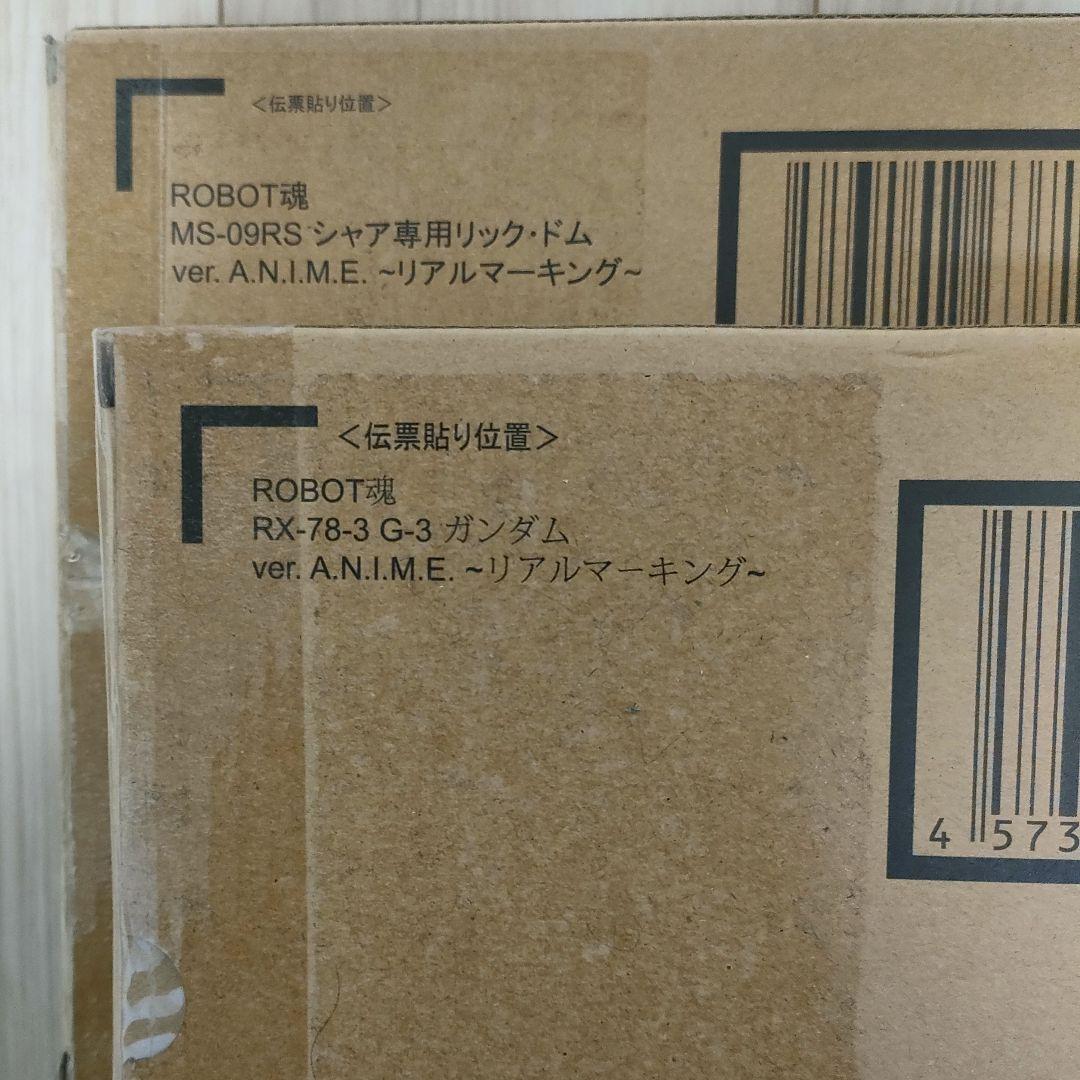 ＜伝票貼り位置＞
ROBOT魂
MS-09RS シャア専用リック・ドム
ver. A.N.I.M.E. ~リアルマーキング~
＜伝票貼り位置＞
ROBOT魂
RX-78-3 G-3 ガンダム
ver. A.N.I.M.E. ~リアルマーキング~
4 573